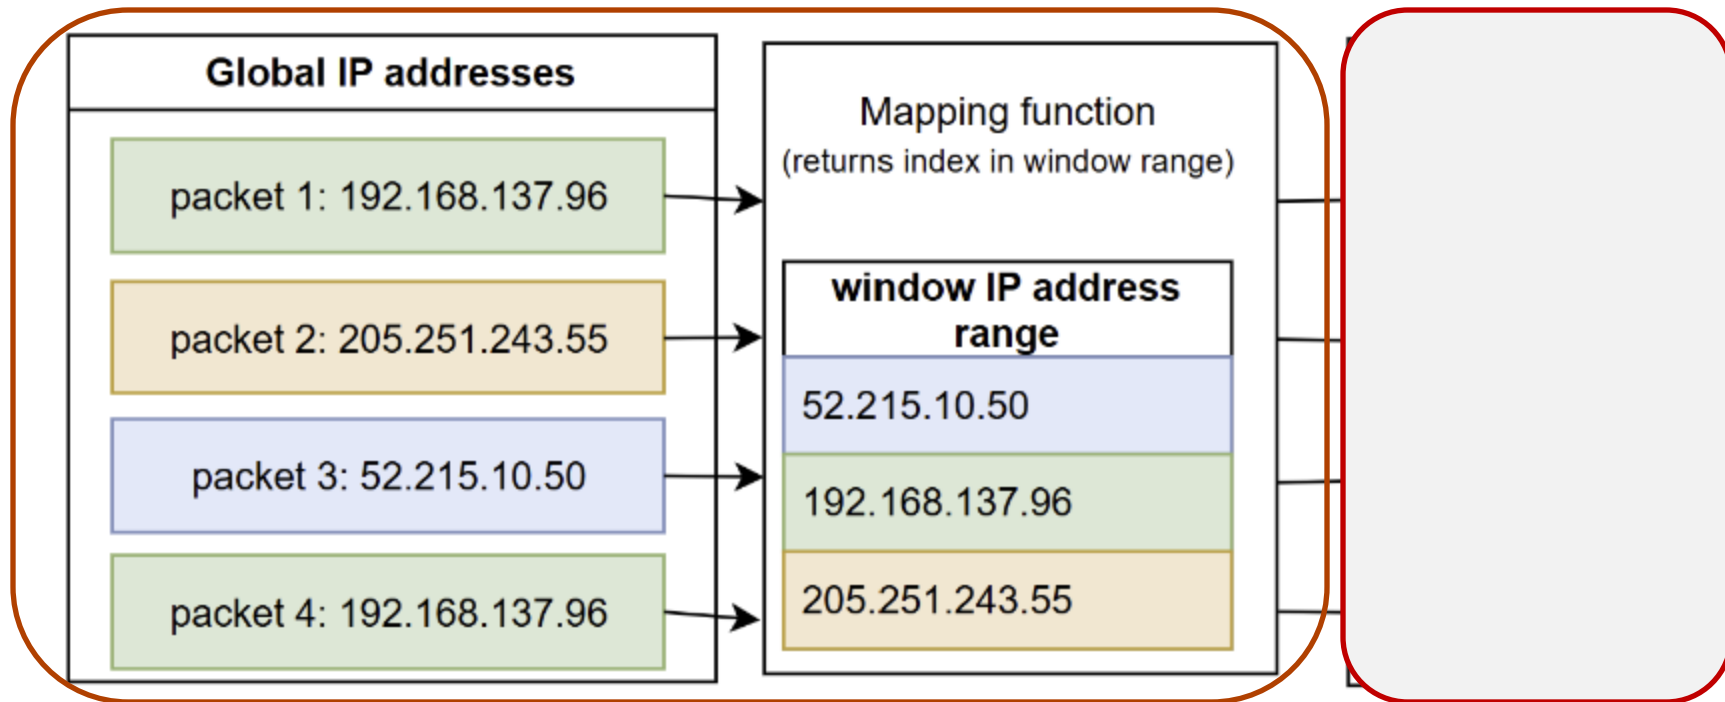 Global IP addresses
packet 1: 192.168.137.96
packet 2: 205.251.243.55
packet 3: 52.215.10.50
packet 4: 192.168.137.96
Mapping function
(returns index in window range)
window IP address
range
52.215.10.50
192.168.137.96
205.251.243.55